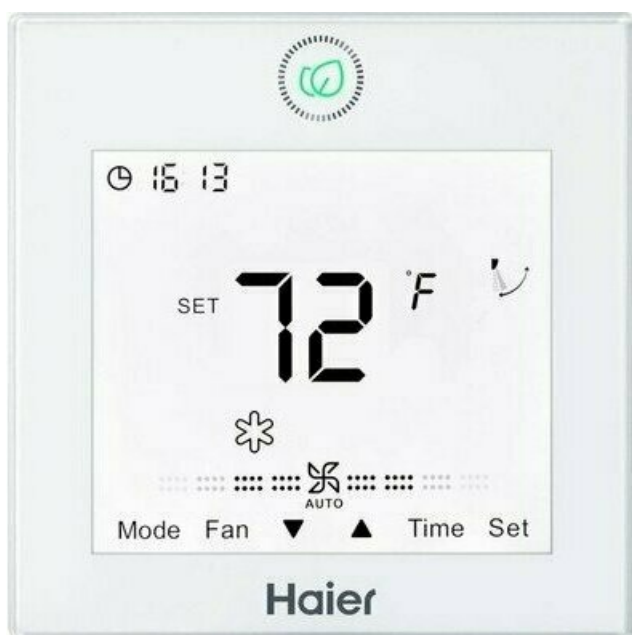 16 13
SET 72 °F
AUTO
Mode Fan ▼ ▲ Time Set
Haier